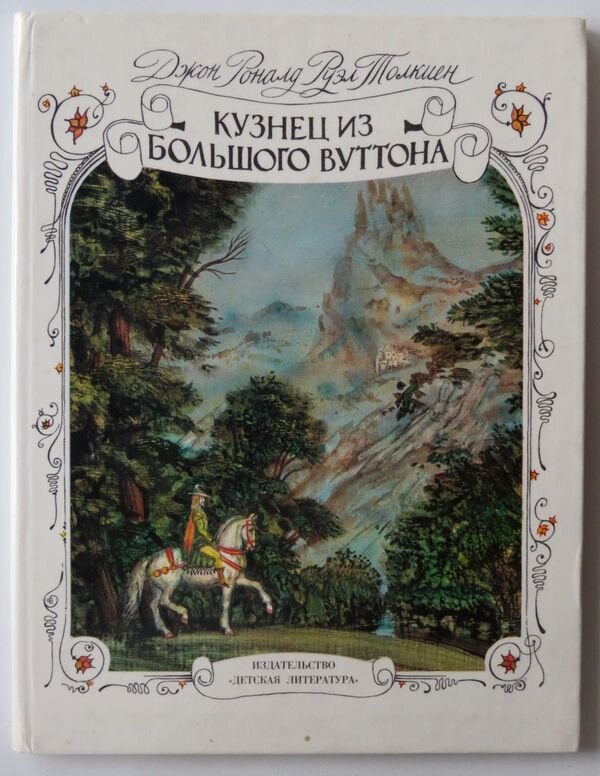 Джон Роналд Руэл Толкиен
КУЗНЕЦ ИЗ
БОЛЬШОГО ВУТТОНА
ИЗДАТЕЛЬСТВО
«ДЕТСКАЯ ЛИТЕРАТУРА»